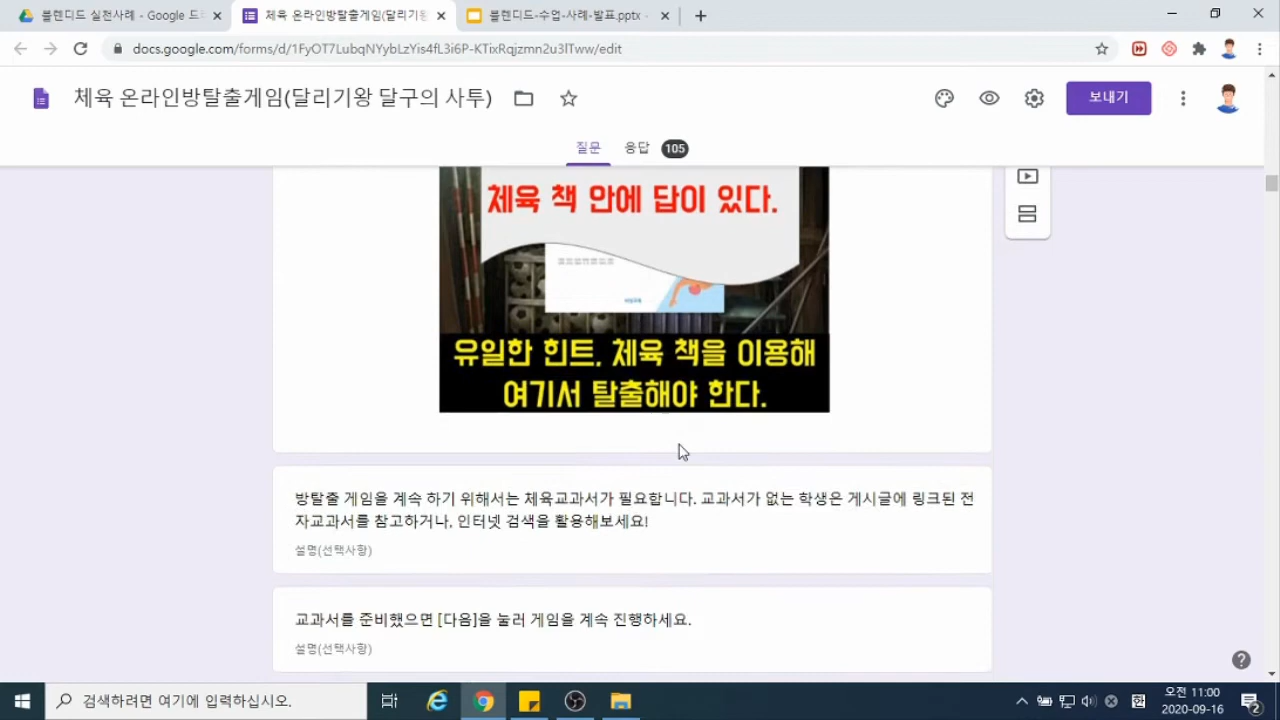 블렌디드 실천사례 - Google 드
체육 온라인방탈출게임(달리기왕
블렌디드-수업-사례-발표.pptx -
docs.google.com/forms/d/1FyOT7LubqNYybLzYis4fL3i6P-KTixRqjzmn2u3lTww/edit
체육 온라인방탈출게임(달리기왕 달구의 사투)
보내기
질문
응답 105
체육 책 안에 답이 있다.
유일한 힌트, 체육 책을 이용해
여기서 탈출해야 한다.
방탈출 게임을 계속 하기 위해서는 체육교과서가 필요합니다. 교과서가 없는 학생은 게시글에 링크된 전
자교과서를 참고하거나, 인터넷 검색을 활용해보세요!
설명(선택사항)
교과서를 준비했으면 [다음]을 눌러 게임을 계속 진행하세요.
설명(선택사항)
검색하려면 여기에 입력하십시오.
한
오전 11:00
2020-09-16
2